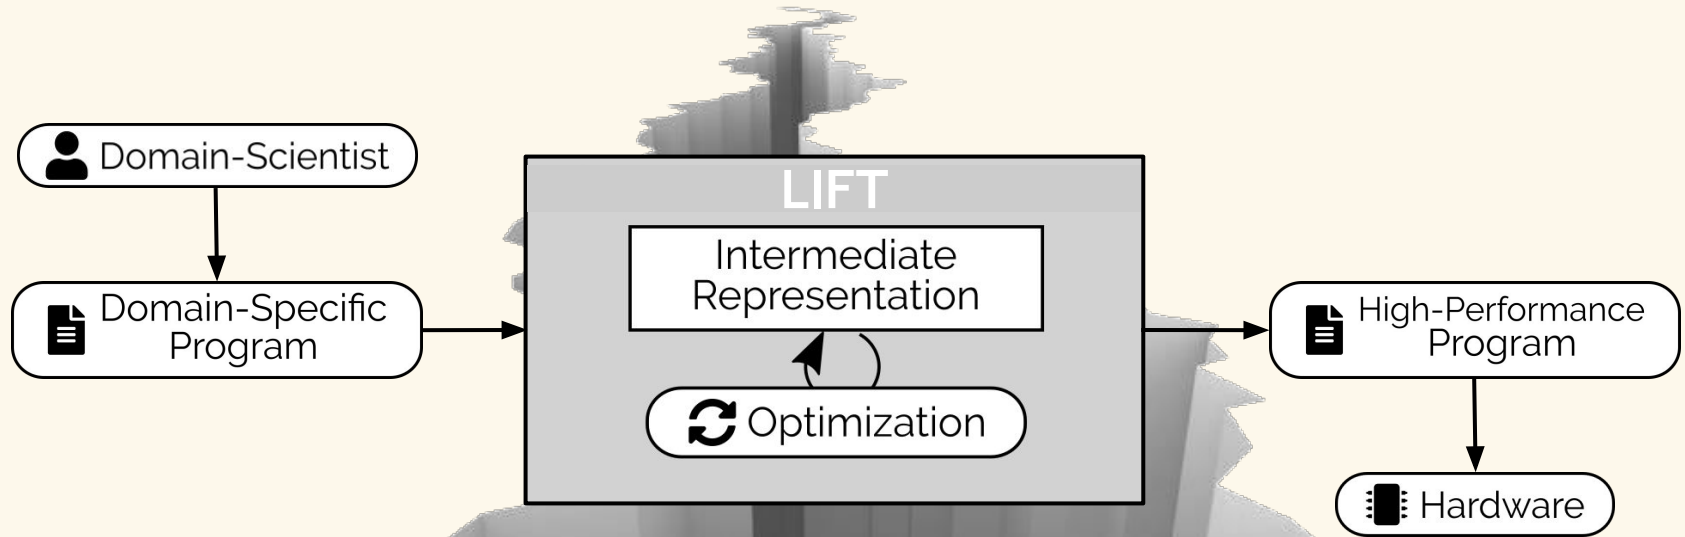 Domain-Scientist
Domain-Specific
Program
LIFT
Intermediate
Representation
Optimization
High-Performance
Program
Hardware